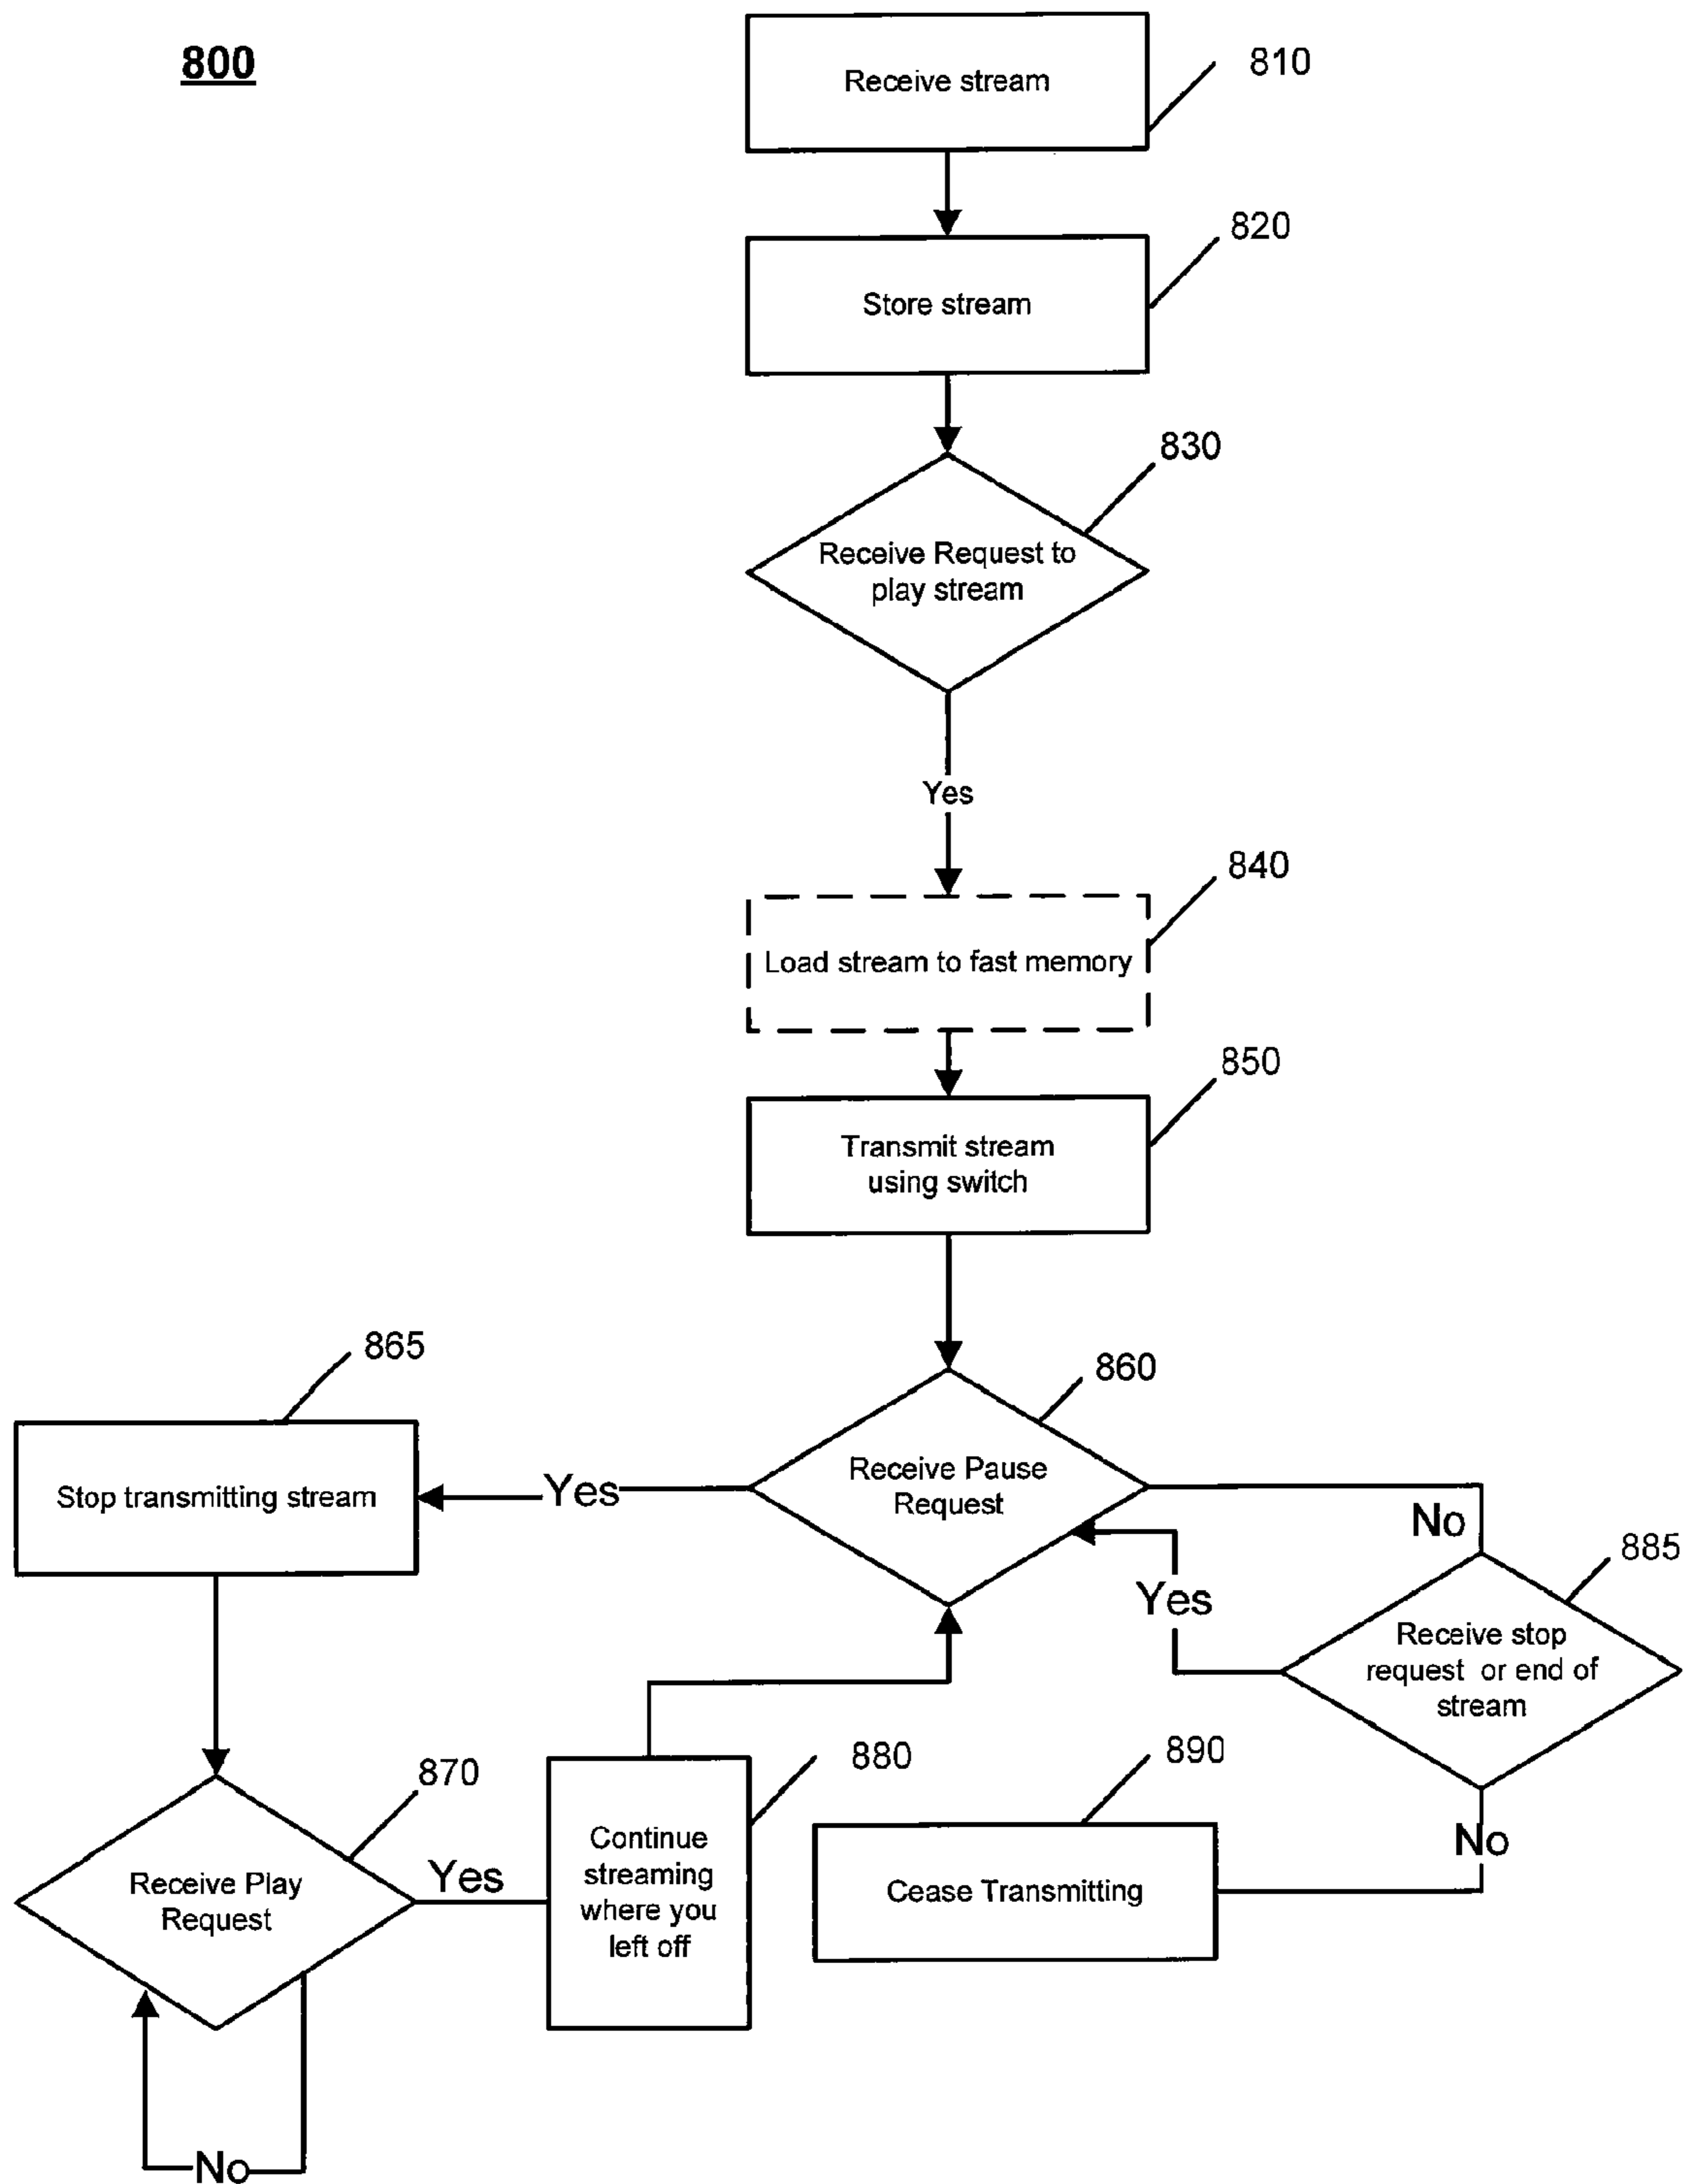 800
Receive stream
810
Store stream
820
830
Receive Request to
play stream
Yes
840
Load stream to fast memory
850
Transmit stream
using switch
865
860
Stop transmitting stream
Yes
Receive Pause
Request
No
885
Yes
Receive stop
request or end of
stream
870
880
890
No
Receive Play
Request
Yes
Continue
streaming
where you
left off
Cease Transmitting
No